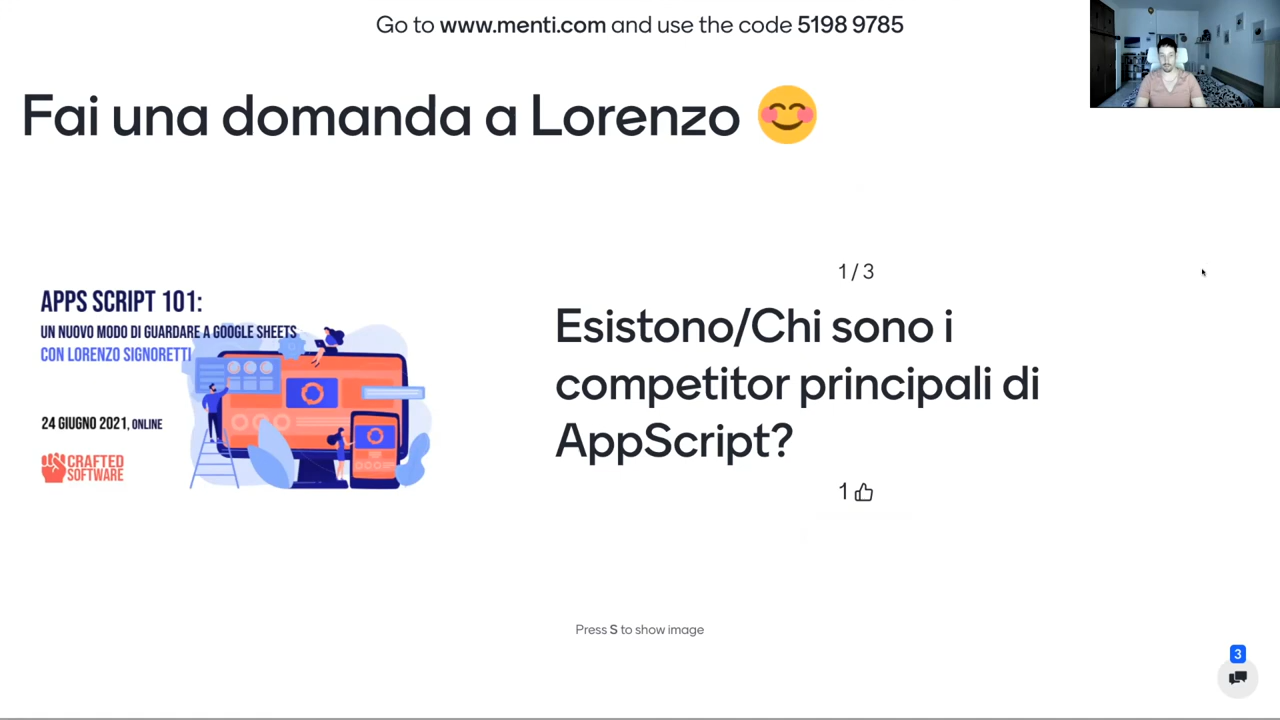 Go to www.menti.com and use the code 5198 9785
Fai una domanda a Lorenzo 😊
1 / 3
APPS SCRIPT 101:
UN NUOVO MODO DI GUARDARE A GOOGLE SHEETS
CON LORENZO SIGNORETTI
24 GIUGNO 2021, ONLINE
CRAFTED
SOFTWARE
Esistono/Chi sono i
competitor principali di
AppScript?
1
Press S to show image
3